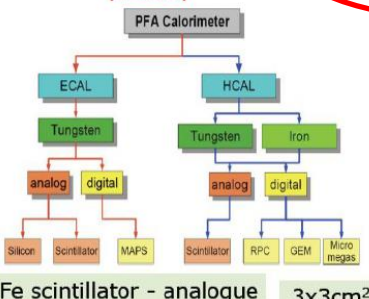 PFA Calorimeter
ECAL HCAL
Tungsten Tungsten Iron
analog digital analog digital
Silicon Scintillator MAPS Scintillator RPC GEM Micro
megas
Fe scintillator - analogue 3x3cm²